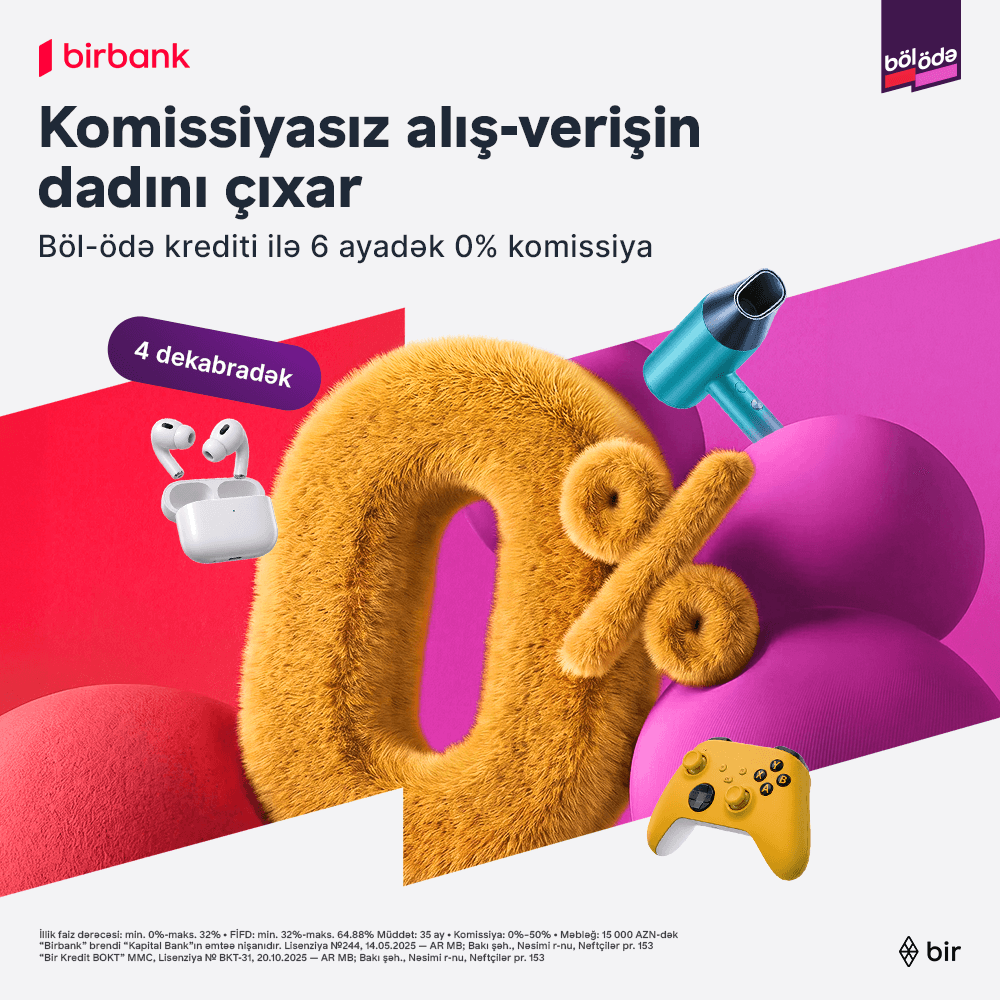 birbank
böl ödə
Komissiyasız alış-verişin
dadını çıxar
Böl-ödə krediti ilə 6 ayadək 0% komissiya
4 dekabradək
0%
Y
X B
A
İllik faiz dərəcəsi: min. 0%-maks. 32% • FİFD: min. 32%-maks. 64.88% Müddət: 35 ay • Komissiya: 0%-50% • Məbləğ: 15 000 AZN-dək
“Birbank” brendi “Kapital Bank”ın əmtəə nişanıdır. Lisenziya №244, 14.05.2025 — AR MB; Bakı şəh., Nəsimi r-nu, Neftçilər pr. 153
“Bir Kredit BOKT” MMC, Lisenziya № BKT-31, 20.10.2025 — AR MB; Bakı şəh., Nəsimi r-nu, Neftçilər pr. 153
bir